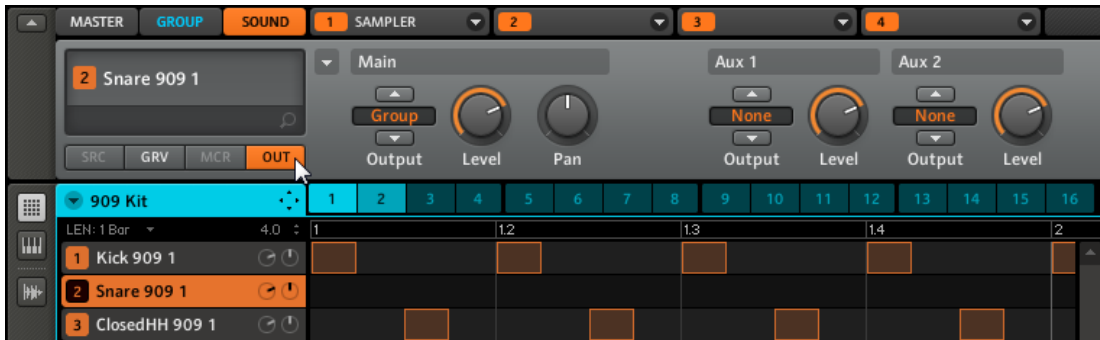 MASTER GROUP SOUND 1 SAMPLER 2 3 4
2 Snare 909 1
Main Aux 1 Aux 2
Group None None
Output Level Pan Output Level Output Level
SRC GRV MCR OUT
909 Kit 1 2 3 4 5 6 7 8 9 10 11 12 13 14 15 16
LEN: 1 Bar 4.0 1 1.2 1.3 1.4 2
1 Kick 909 1
2 Snare 909 1
3 ClosedHH 909 1